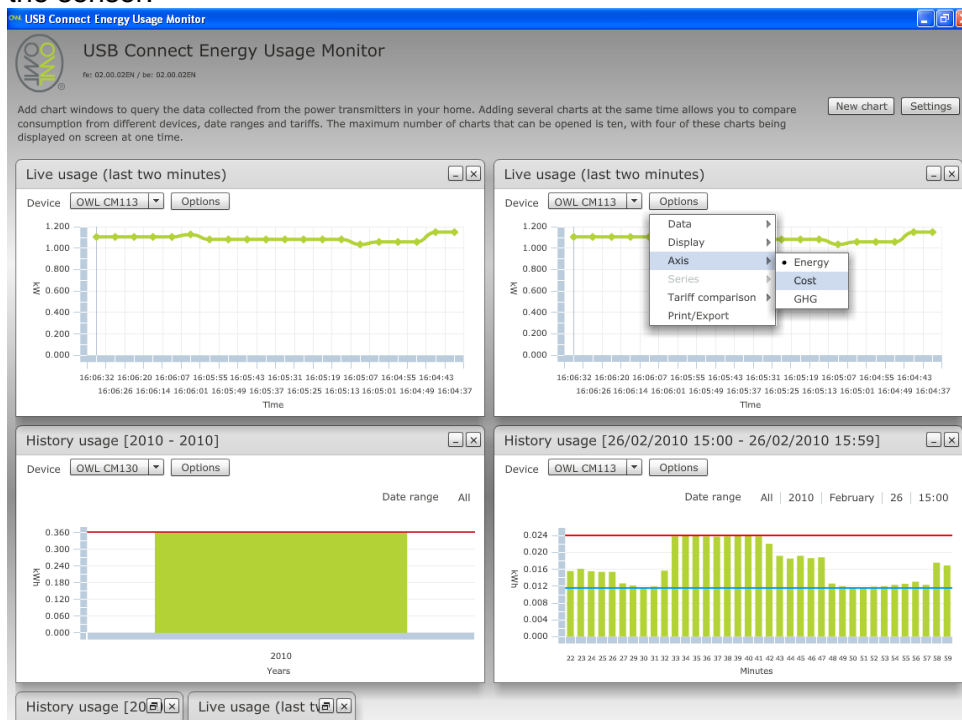 the sensor.
OWL USB Connect Energy Usage Monitor
OWL OWL
USB Connect Energy Usage Monitor
fe: 02.00.02EN / be: 02.00.02EN
Add chart windows to query the data collected from the power transmitters in your home. Adding several charts at the same time allows you to compare
consumption from different devices, date ranges and tariffs. The maximum number of charts that can be opened is ten, with four of these charts being
displayed on screen at one time.
New chart Settings
Live usage (last two minutes)
Device OWL CM113 Options
1.200
1.000
0.800
0.600
0.400
0.200
0.000
kW
16:06:32 16:06:20 16:06:07 16:05:55 16:05:43 16:05:31 16:05:19 16:05:07 16:04:55 16:04:43
16:06:26 16:06:14 16:06:01 16:05:49 16:05:37 16:05:25 16:05:13 16:05:01 16:04:49 16:04:37
Time
Live usage (last two minutes)
Device OWL CM113 Options
Data
Display
Axis
Series
Tariff comparison
Print/Export
Energy
Cost
GHG
1.200
1.000
0.800
0.600
0.400
0.200
0.000
kW
16:06:32 16:06:20 16:06:07 16:05:55 16:05:43 16:05:31 16:05:19 16:05:07 16:04:55 16:04:43
16:06:26 16:06:14 16:06:01 16:05:49 16:05:37 16:05:25 16:05:13 16:05:01 16:04:49 16:04:37
Time
History usage [2010 - 2010]
Device OWL CM130 Options
Date range All
0.360
0.300
0.240
0.180
0.120
0.060
0.000
kWh
2010
Years
History usage [26/02/2010 15:00 - 26/02/2010 15:59]
Device OWL CM113 Options
Date range All | 2010 | February | 26 | 15:00
0.024
0.020
0.016
0.012
0.008
0.004
0.000
kWh
22 23 24 25 26 27 29 30 31 32 33 34 35 36 37 38 39 40 41 42 43 44 45 46 47 48 49 50 51 52 53 54 55 56 57 58 59
Minutes
History usage [20
Live usage (last tw